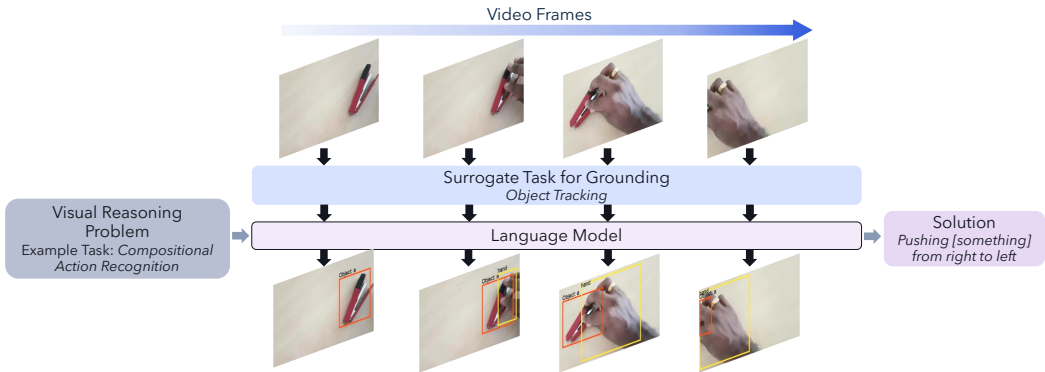 Video Frames
Surrogate Task for Grounding
Object Tracking
Visual Reasoning
Problem
Example Task: Compositional
Action Recognition
Language Model
Solution
Pushing [something]
from right to left
Object a
hand
Object a
hand
Object a
hand